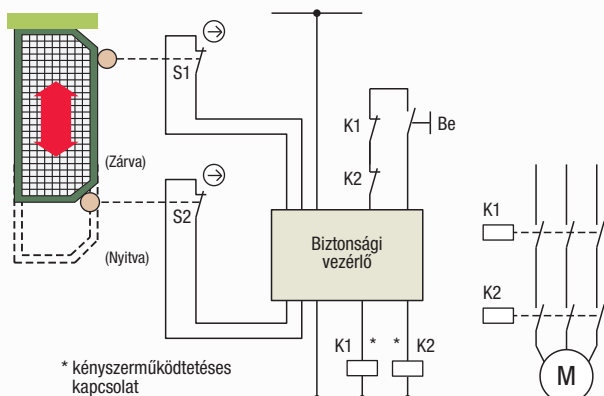 S1
(Zárva)
S2
(Nyitva)
K1
Be
K2
Biztonsági
vezérlő
K1 * * K2
K1
K2
M
* kényszerműködtetéses
kapcsolat